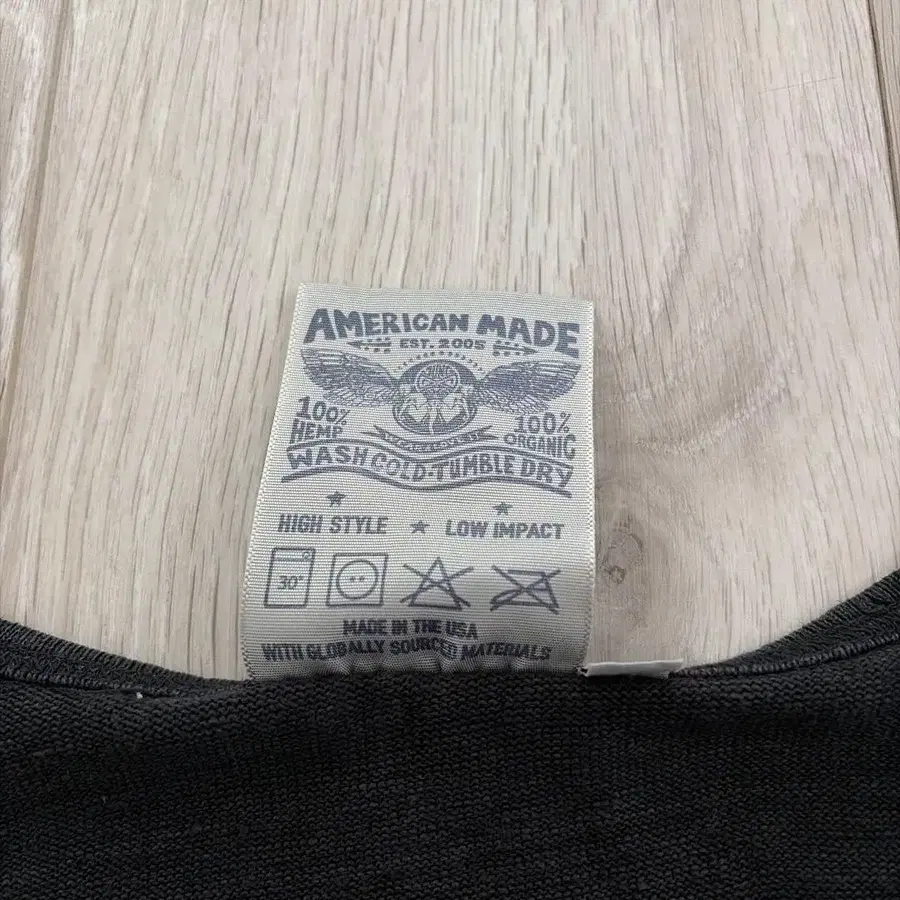 AMERICAN MADE
EST. 2005
100% HEMP
100% ORGANIC
WASH COLD-TUMBLE DRY
HIGH STYLE ★ LOW IMPACT
30°
MADE IN THE USA
WITH GLOBALLY SOURCED MATERIALS